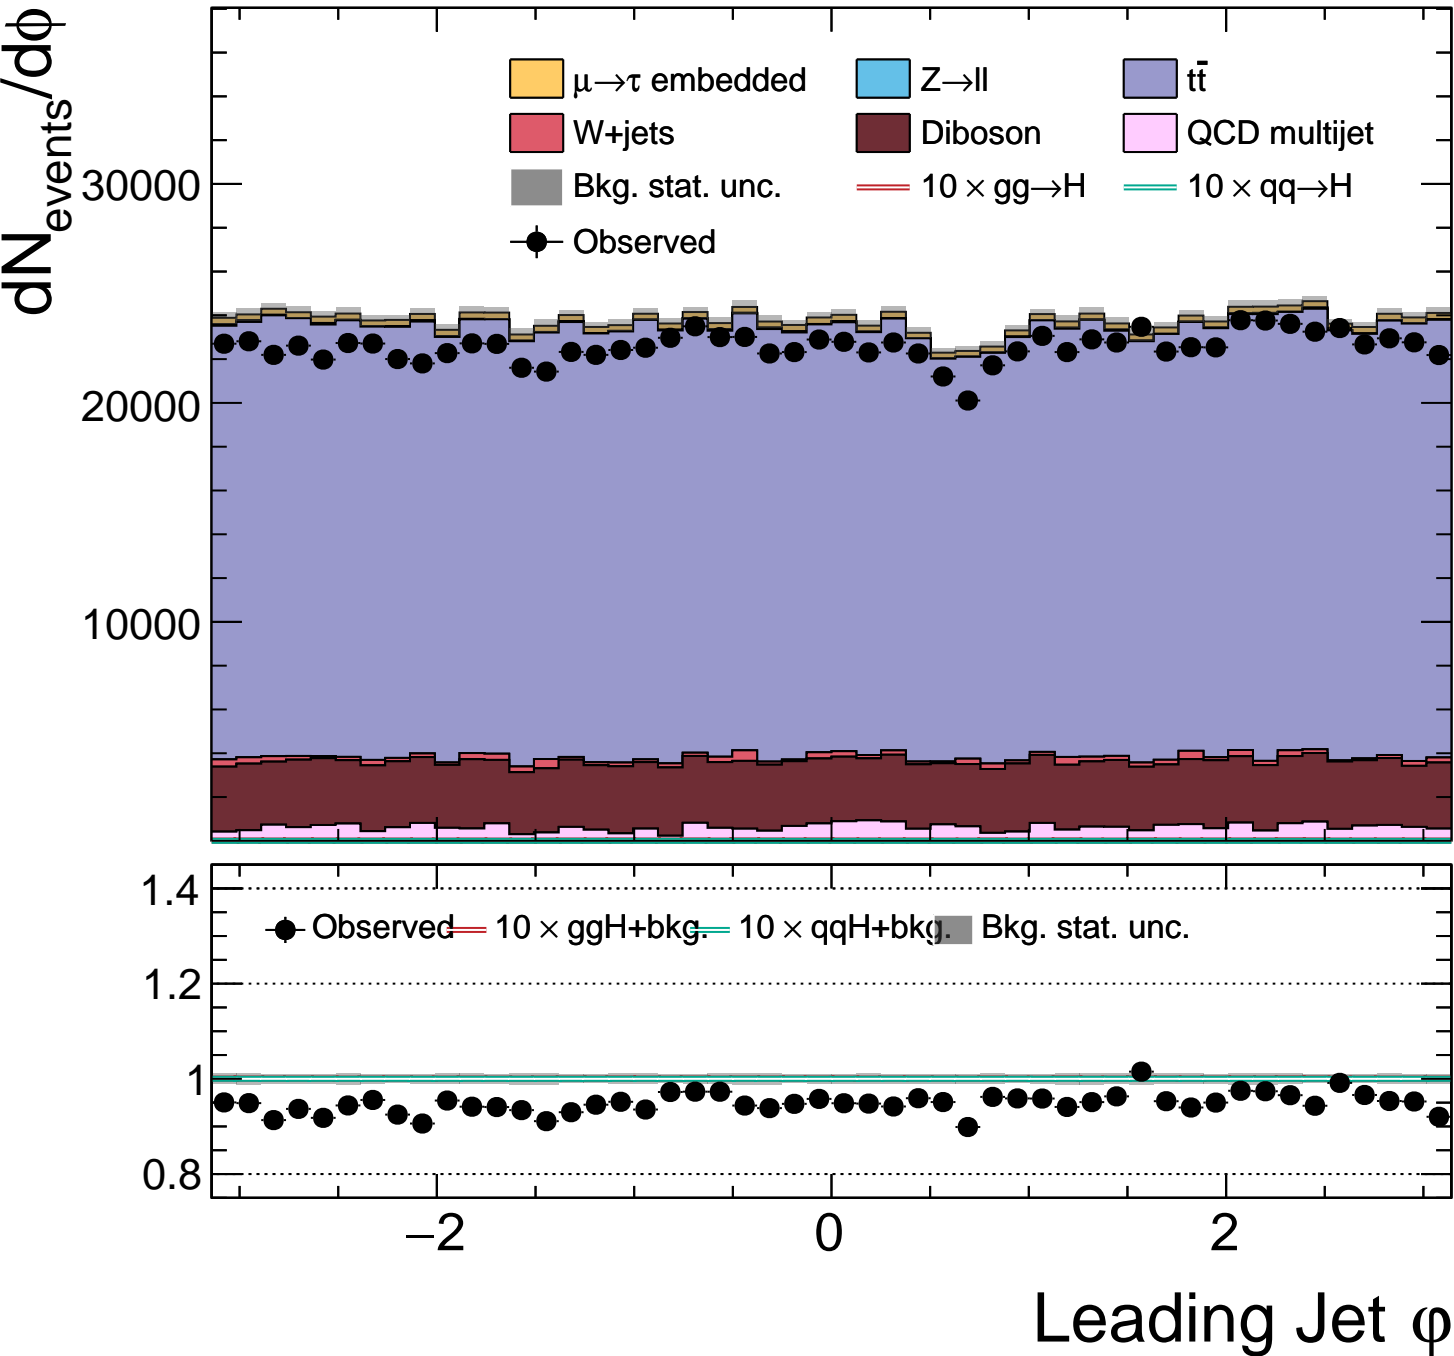 dN_events/dϕ
μ→τ embedded
Z→ll
tt̄
W+jets
Diboson
QCD multijet
Bkg. stat. unc.
10 × gg→H
10 × qq→H
Observed
30000
20000
10000
1.4
1.2
1
0.8
Observed
10 × ggH+bkg.
10 × qqH+bkg.
Bkg. stat. unc.
−2
0
2
Leading Jet φ